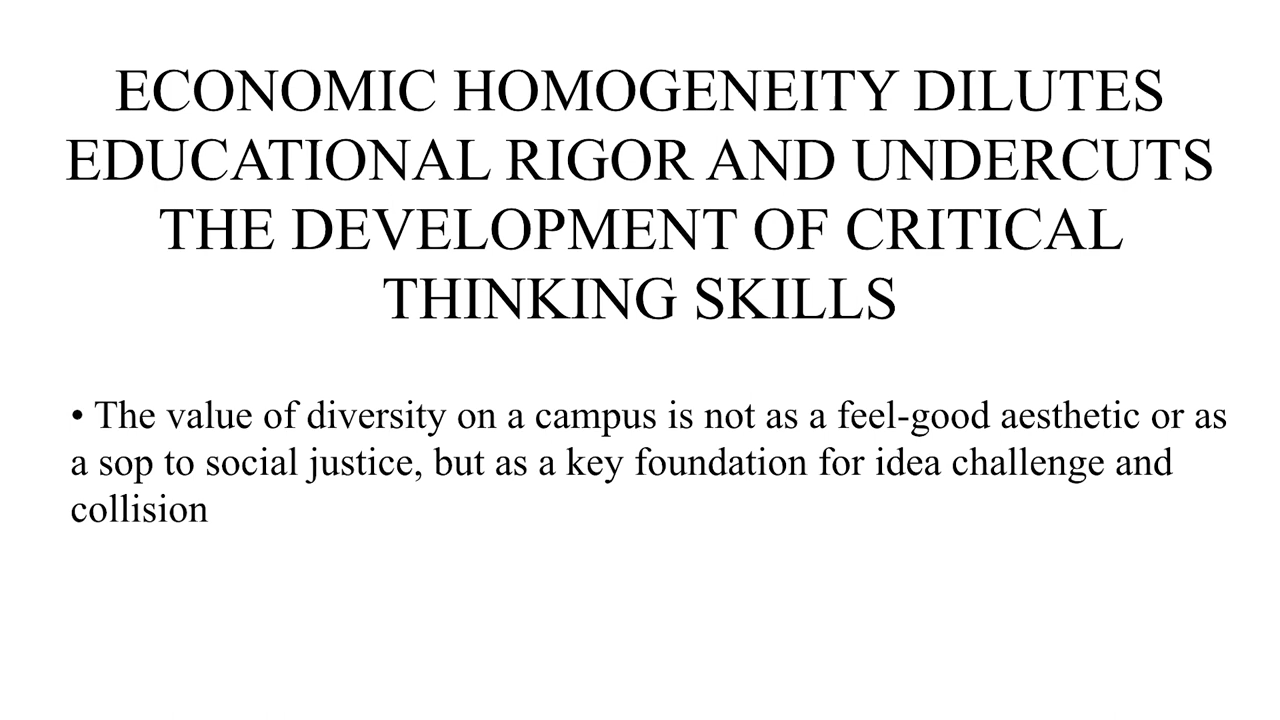 ECONOMIC HOMOGENEITY DILUTES
EDUCATIONAL RIGOR AND UNDERCUTS
THE DEVELOPMENT OF CRITICAL
THINKING SKILLS
• The value of diversity on a campus is not as a feel-good aesthetic or as
a sop to social justice, but as a key foundation for idea challenge and
collision